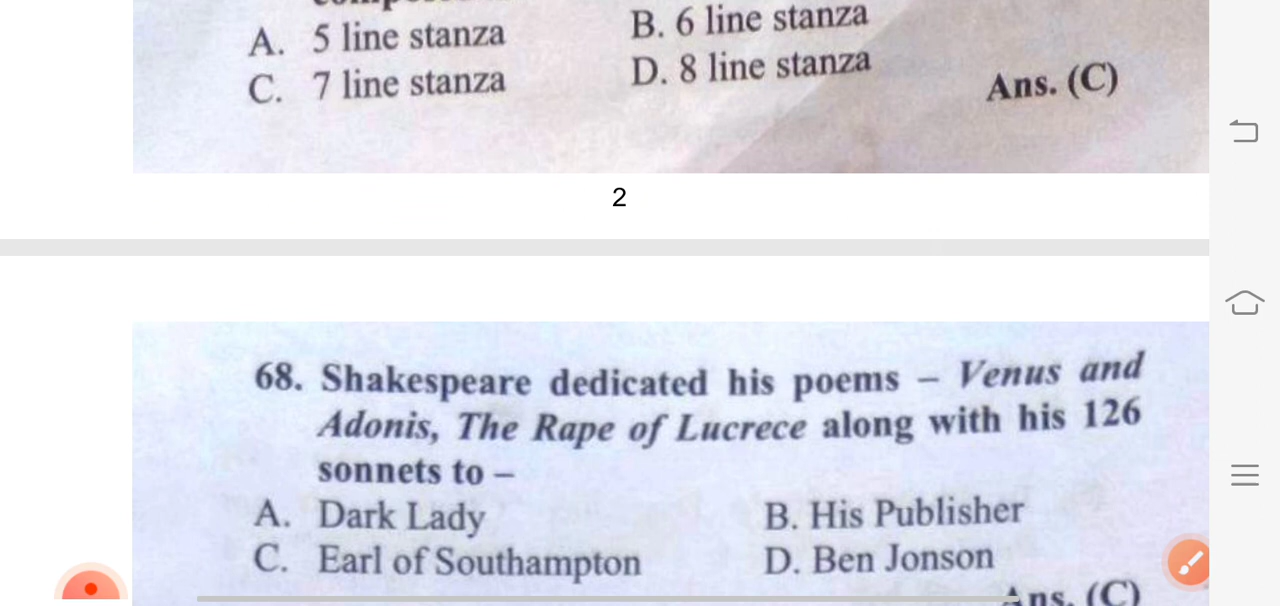 A. 5 line stanza
B. 6 line stanza
C. 7 line stanza
D. 8 line stanza
Ans. (C)
2
68. Shakespeare dedicated his poems – Venus and
Adonis, The Rape of Lucrece along with his 126
sonnets to –
A. Dark Lady
B. His Publisher
C. Earl of Southampton
D. Ben Jonson
Ans. (C)